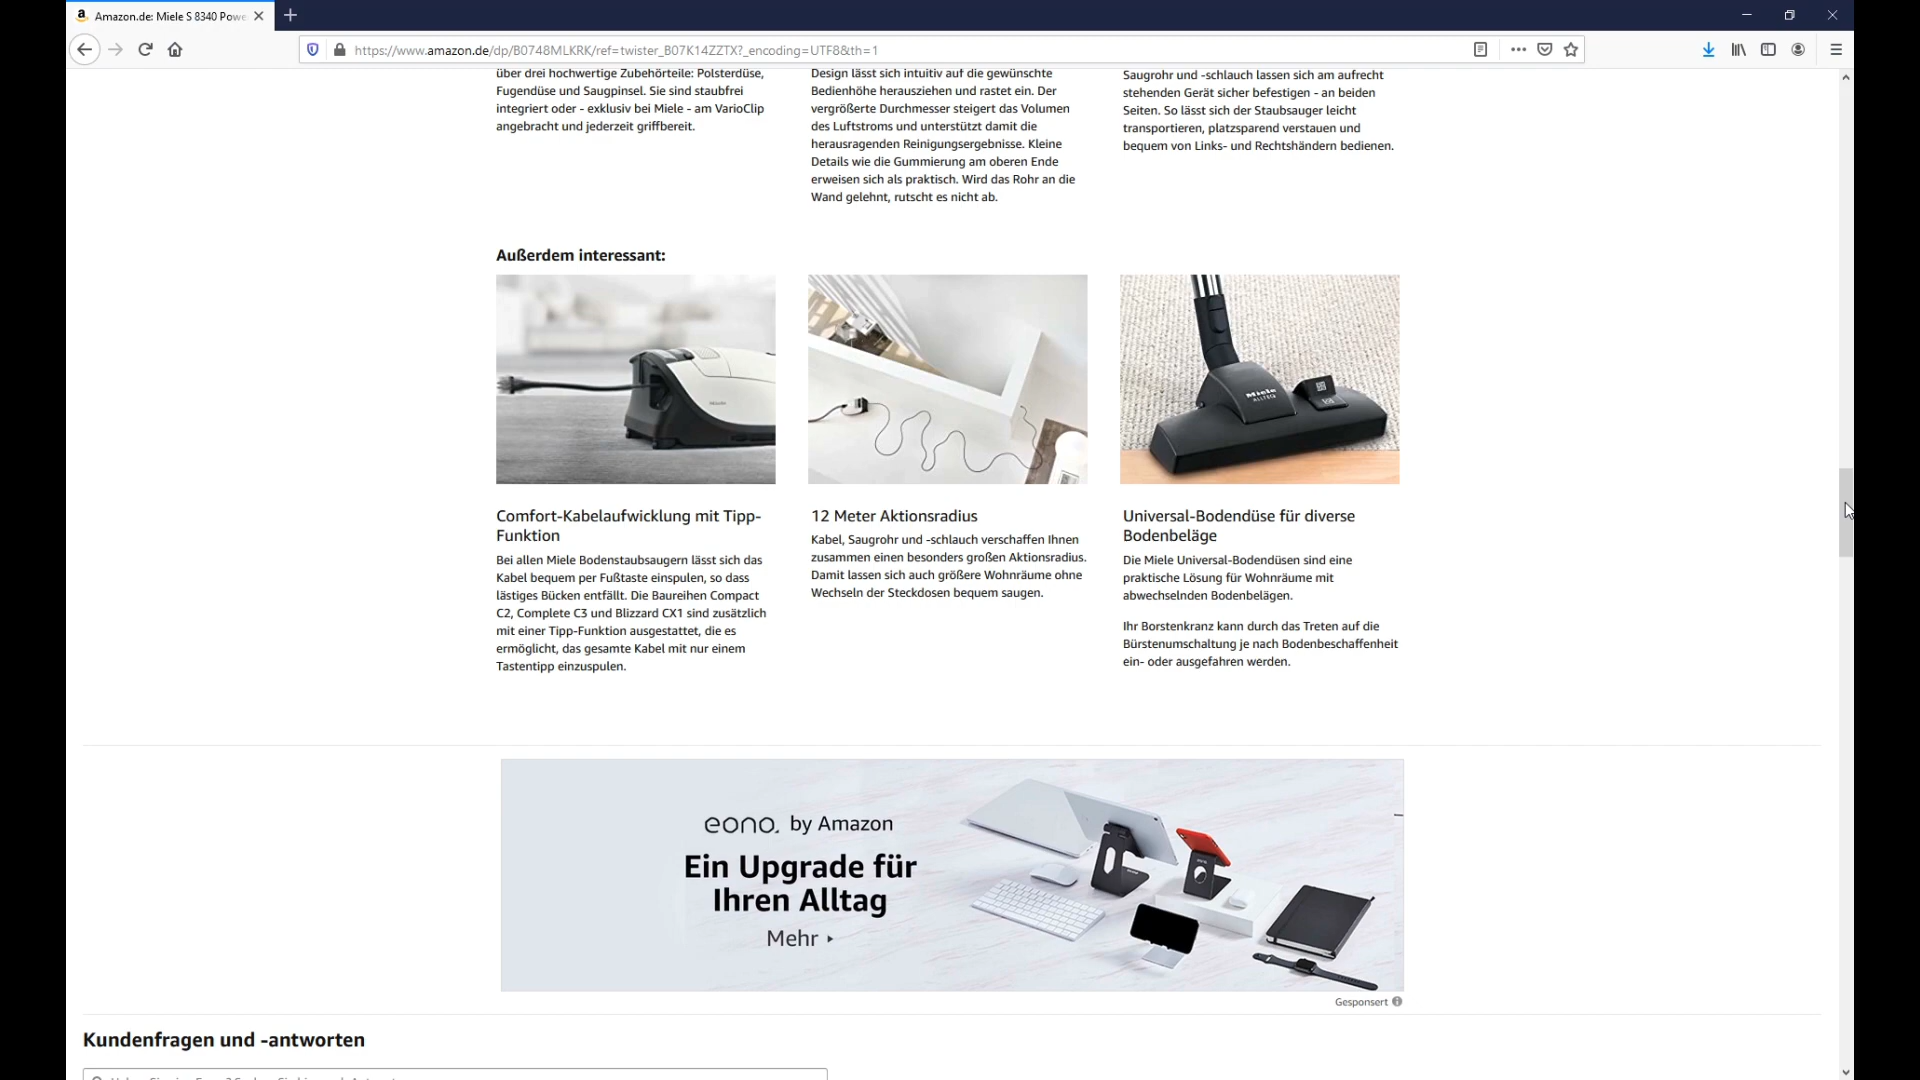 Amazon.de: Miele S 8340 Powe
https://www.amazon.de/dp/B0748MLKRK/ref=twister_B07K14ZZTX?_encoding=UTF8&th=1
über drei hochwertige Zubehörteile: Polsterdüse,
Fugendüse und Saugpinsel. Sie sind staubfrei
integriert oder - exklusiv bei Miele - am VarioClip
angebracht und jederzeit griffbereit.
Design lässt sich intuitiv auf die gewünschte
Bedienhöhe herausziehen und rastet ein. Der
vergrößerte Durchmesser steigert das Volumen
des Luftstroms und unterstützt damit die
herausragenden Reinigungsergebnisse. Kleine
Details wie die Gummierung am oberen Ende
erweisen sich als praktisch. Wird das Rohr an die
Wand gelehnt, rutscht es nicht ab.
Saugrohr und -schlauch lassen sich am aufrecht
stehenden Gerät sicher befestigen - an beiden
Seiten. So lässt sich der Staubsauger leicht
transportieren, platzsparend verstauen und
bequem von Links- und Rechtshändern bedienen.
Außerdem interessant:
Miele
ALLTEQ
Comfort-Kabelaufwicklung mit Tipp-
Funktion
Bei allen Miele Bodenstaubsaugern lässt sich das
Kabel bequem per Fußtaste einspulen, so dass
lästiges Bücken entfällt. Die Baureihen Compact
C2, Complete C3 und Blizzard CX1 sind zusätzlich
mit einer Tipp-Funktion ausgestattet, die es
ermöglicht, das gesamte Kabel mit nur einem
Tastentipp einzuspulen.
12 Meter Aktionsradius
Kabel, Saugrohr und -schlauch verschaffen Ihnen
zusammen einen besonders großen Aktionsradius.
Damit lassen sich auch größere Wohnräume ohne
Wechseln der Steckdosen bequem saugen.
Universal-Bodendüse für diverse
Bodenbeläge
Die Miele Universal-Bodendüsen sind eine
praktische Lösung für Wohnräume mit
abwechselnden Bodenbelägen.
Ihr Borstenkranz kann durch das Treten auf die
Bürstenumschaltung je nach Bodenbeschaffenheit
ein- oder ausgefahren werden.
eono. by Amazon
Ein Upgrade für
Ihren Alltag
Mehr
Gesponsert
Kundenfragen und -antworten